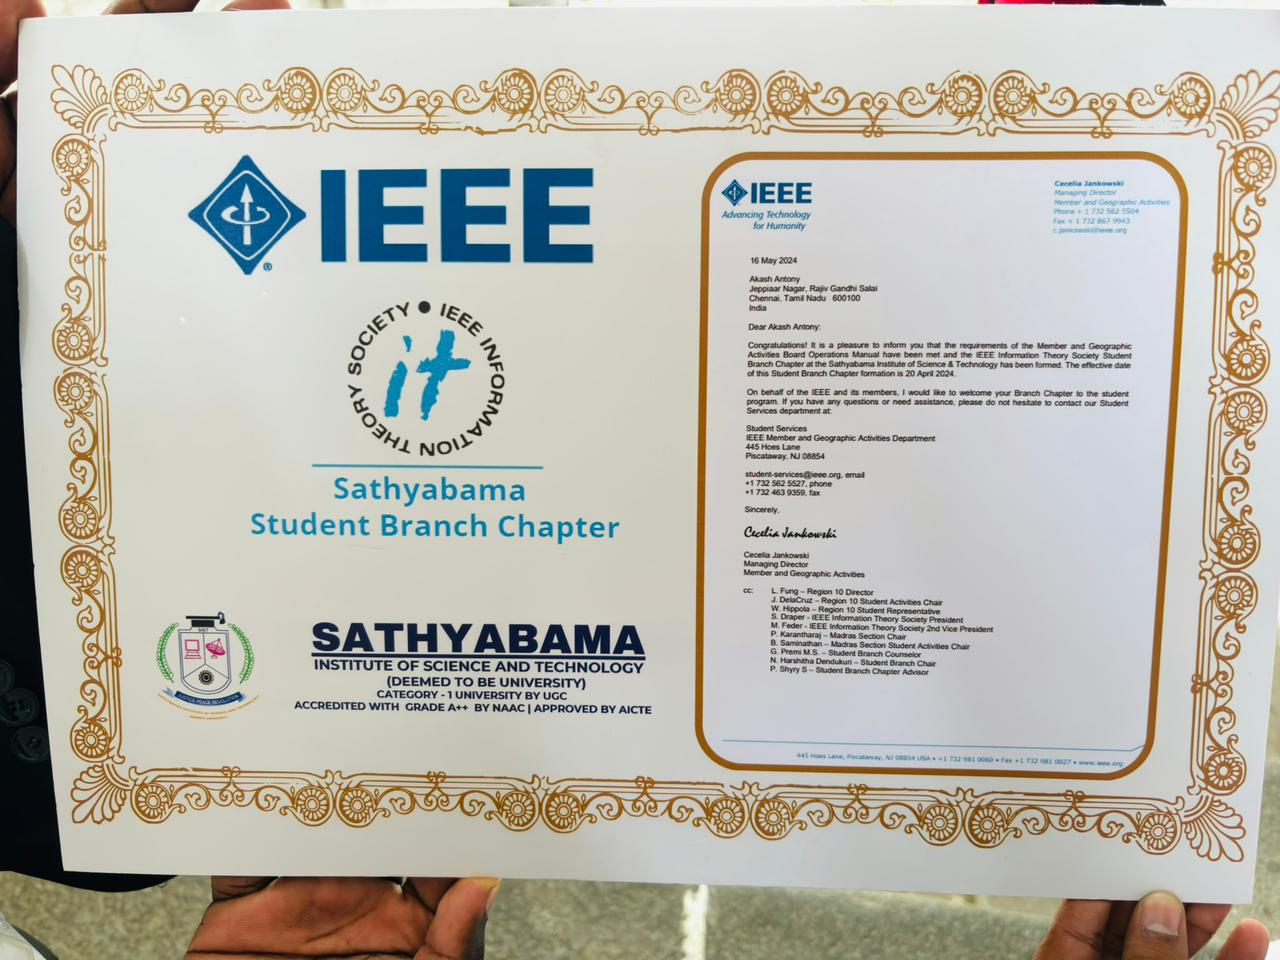 IEEE
®
IEEE INFORMATION THEORY SOCIETY
it
Sathyabama
Student Branch Chapter
SIST
JUSTICE PEACE REVOLUTION
SATHYABAMA
INSTITUTE OF SCIENCE AND TECHNOLOGY
(DEEMED TO BE UNIVERSITY)
CATEGORY - 1 UNIVERSITY BY UGC
ACCREDITED WITH GRADE A++ BY NAAC | APPROVED BY AICTE
IEEE
Advancing Technology
for Humanity
Cecelia Jankowski
Managing Director
Member and Geographic Activities
Phone + 1 732 562 5504
Fax + 1 732 867 9943
c.jankowski@ieee.org
16 May 2024
Akash Antony
Jeppiaar Nagar, Rajiv Gandhi Salai
Chennai, Tamil Nadu 600100
India
Dear Akash Antony:
Congratulations! It is a pleasure to inform you that the requirements of the Member and Geographic
Activities Board Operations Manual have been met and the IEEE Information Theory Society Student
Branch Chapter at the Sathyabama Institute of Science & Technology has been formed. The effective date
of this Student Branch Chapter formation is 20 April 2024.
On behalf of the IEEE and its members, I would like to welcome your Branch Chapter to the student
program. If you have any questions or need assistance, please do not hesitate to contact our Student
Services department at:
Student Services
IEEE Member and Geographic Activities Department
445 Hoes Lane
Piscataway, NJ 08854
student-services@ieee.org, email
+1 732 562 5527, phone
+1 732 463 9359, fax
Sincerely,
Cecelia Jankowski
Cecelia Jankowski
Managing Director
Member and Geographic Activities
cc: L. Fung – Region 10 Director
J. DelaCruz – Region 10 Student Activities Chair
W. Hippola – Region 10 Student Representative
S. Draper - IEEE Information Theory Society President
M. Feder - IEEE Information Theory Society 2nd Vice President
P. Karantharaj – Madras Section Chair
B. Saminathan – Madras Section Student Activities Chair
G. Premi M.S. – Student Branch Counselor
N. Harshitha Dendukuri – Student Branch Chair
P. Shyry S – Student Branch Chapter Advisor
445 Hoes Lane, Piscataway, NJ 08854 USA • +1 732 981 0060 • Fax +1 732 981 0027 • www.ieee.org